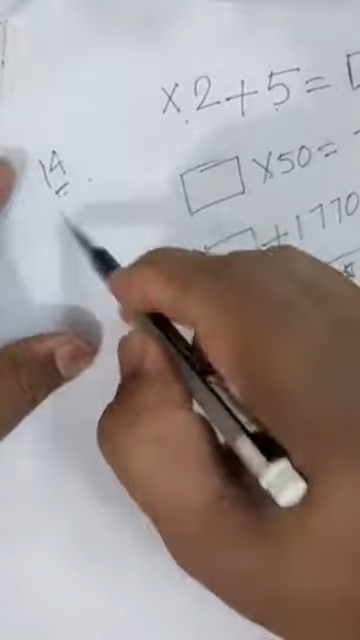 ×2+5=
14
×50=
+1770